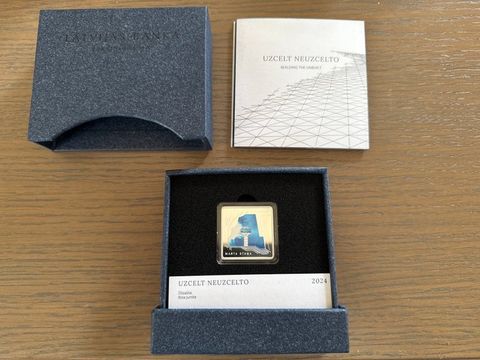 LATVIJAS BANKA
UZCELT NEUZCELTO
BUILDING THE UNBUILT
MARTA STAŅA
UZCELT NEUZCELTO
2024